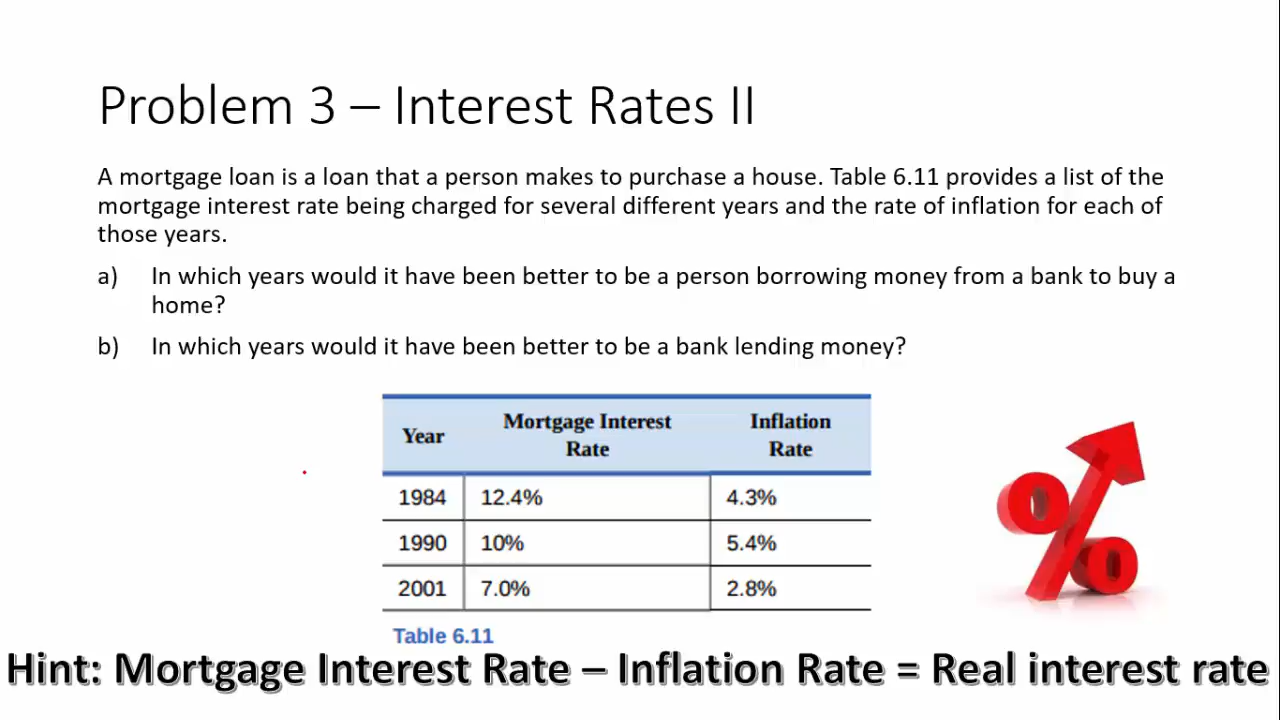 Problem 3 – Interest Rates II
A mortgage loan is a loan that a person makes to purchase a house. Table 6.11 provides a list of the
mortgage interest rate being charged for several different years and the rate of inflation for each of
those years.
a) In which years would it have been better to be a person borrowing money from a bank to buy a
home?
b) In which years would it have been better to be a bank lending money?
Year Mortgage Interest Rate Inflation Rate
1984 12.4% 4.3%
1990 10% 5.4%
2001 7.0% 2.8%
Table 6.11
Hint: Mortgage Interest Rate – Inflation Rate = Real interest rate